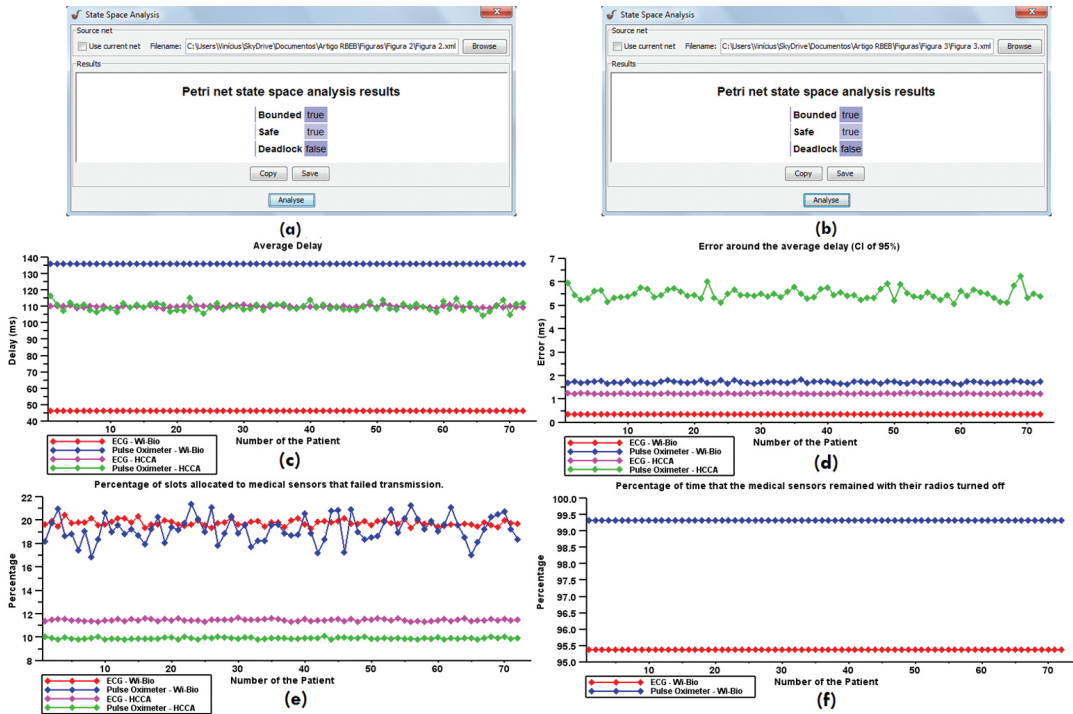 State Space Analysis
Source net
Use current net Filename: C:\Users\Vinícius\SkyDrive\Documentos\Artigo RBEB\Figuras\Figura 2\Figura 2.xml Browse
Results
Petri net state space analysis results
Bounded true
Safe true
Deadlock false
Copy Save
Analyse
(a)
State Space Analysis
Source net
Use current net Filename: C:\Users\Vinícius\SkyDrive\Documentos\Artigo RBEB\Figuras\Figura 3\Figura 3.xml Browse
Results
Petri net state space analysis results
Bounded true
Safe true
Deadlock false
Copy Save
Analyse
(b)
Average Delay
140
130
120
110
100
90
80
70
60
50
40
Delay (ms)
10 20 30 40 50 60 70
Number of the Patient
ECG - Wi-Bio
Pulse Oximeter - Wi-Bio
ECG - HCCA
Pulse Oximeter - HCCA
(c)
Error around the average delay (CI of 95%)
7
6
5
4
3
2
1
0
Error (ms)
10 20 30 40 50 60 70
Number of the Patient
ECG - Wi-Bio
Pulse Oximeter - Wi-Bio
ECG - HCCA
Pulse Oximeter - HCCA
(d)
Percentage of slots allocated to medical sensors that failed transmission.
22
20
18
16
14
12
10
8
Percentage
10 20 30 40 50 60 70
Number of the Patient
ECG - Wi-Bio
Pulse Oximeter - Wi-Bio
ECG - HCCA
Pulse Oximeter - HCCA
(e)
Percentage of time that the medical sensors remained with their radios turned off
100.0
99.5
99.0
98.5
98.0
97.5
97.0
96.5
96.0
95.5
95.0
Percentage
10 20 30 40 50 60 70
Number of the Patient
ECG - Wi-Bio
Pulse Oximeter - Wi-Bio
(f)